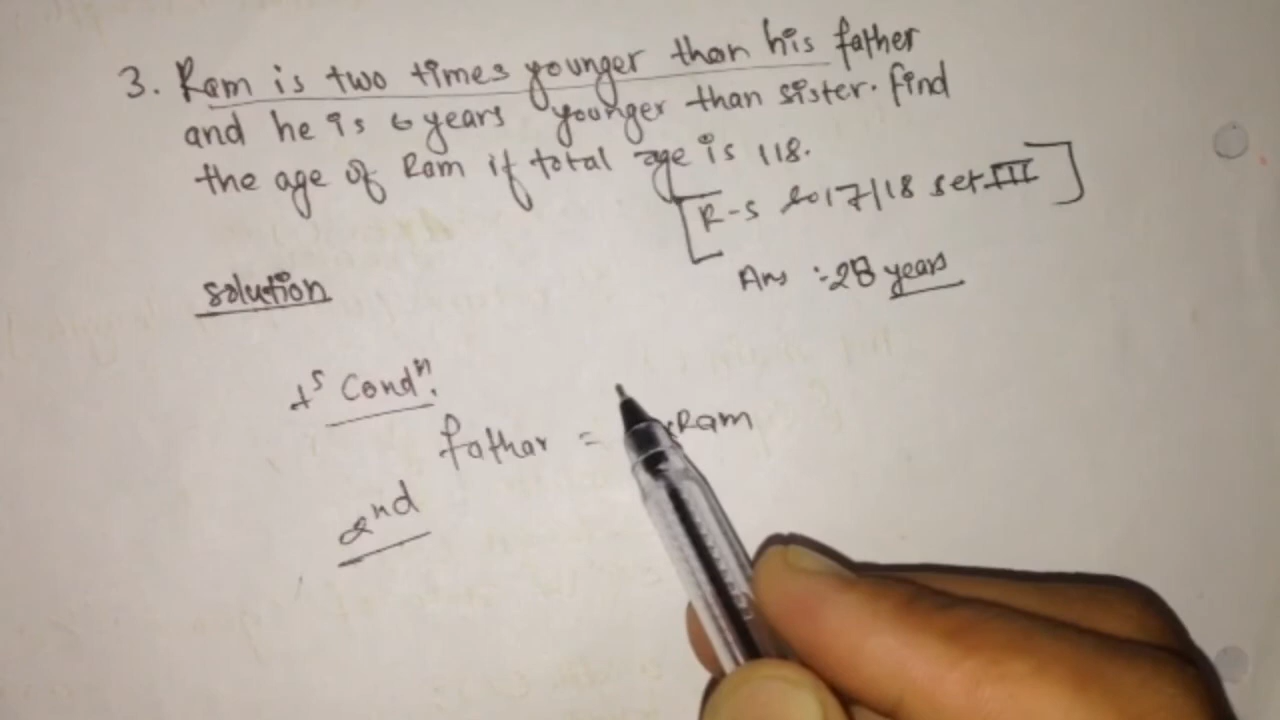 3. Ram is two times younger than his father
and he is 6 years younger than sister. find
the age of Ram if total age is 118.
[R-S 2017/18 set III]
Ans :- 28 years
solution
1s Condn.
father = xRam
2nd